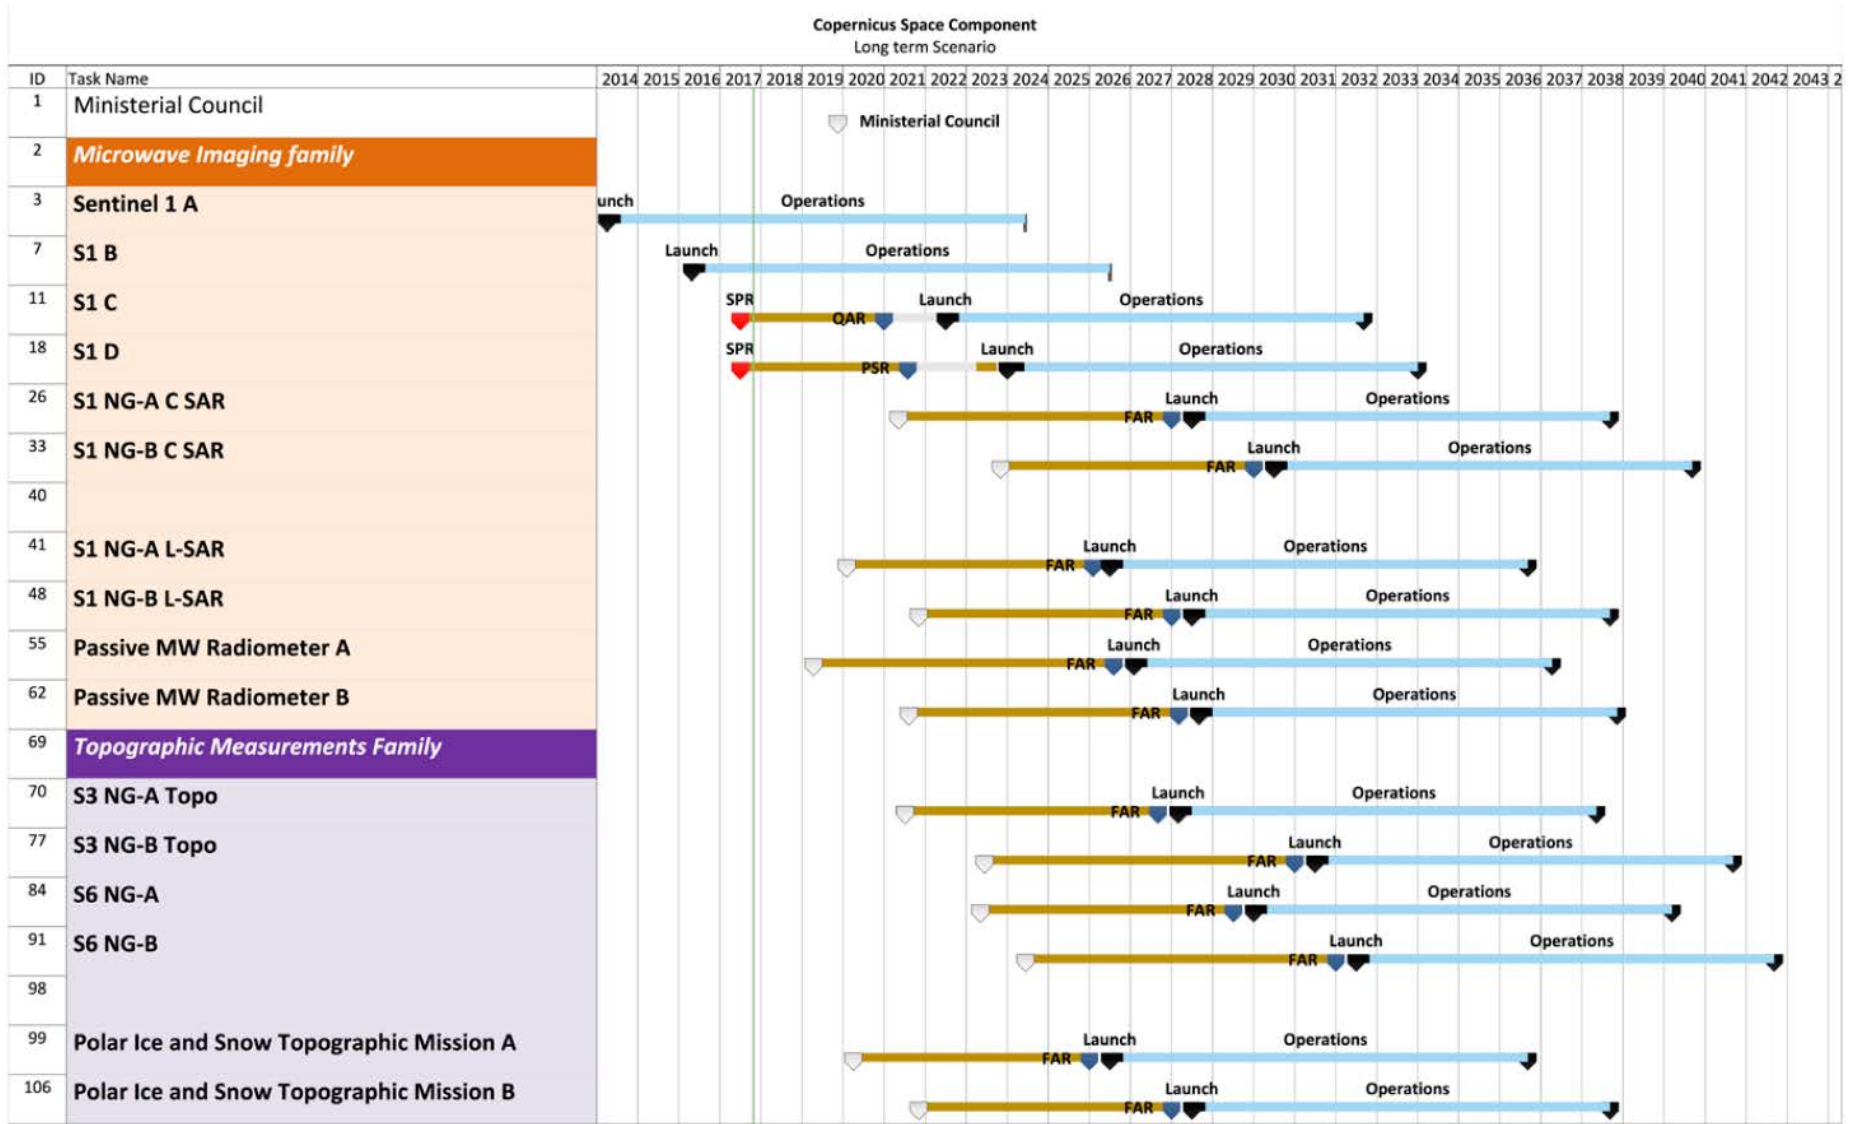 Copernicus Space Component
Long term Scenario
ID Task Name 2014 2015 2016 2017 2018 2019 2020 2021 2022 2023 2024 2025 2026 2027 2028 2029 2030 2031 2032 2033 2034 2035 2036 2037 2038 2039 2040 2041 2042 2043 2
1 Ministerial Council
Ministerial Council
2 Microwave Imaging family
3 Sentinel 1 A unch Operations
7 S1 B Launch Operations
11 S1 C SPR Launch Operations
QAR
18 S1 D SPR Launch Operations
PSR
26 S1 NG-A C SAR Launch Operations
FAR
33 S1 NG-B C SAR Launch Operations
FAR
40
41 S1 NG-A L-SAR Launch Operations
FAR
48 S1 NG-B L-SAR Launch Operations
FAR
55 Passive MW Radiometer A Launch Operations
FAR
62 Passive MW Radiometer B Launch Operations
FAR
69 Topographic Measurements Family
70 S3 NG-A Topo Launch Operations
FAR
77 S3 NG-B Topo Launch Operations
FAR
84 S6 NG-A Launch Operations
FAR
91 S6 NG-B Launch Operations
FAR
98
99 Polar Ice and Snow Topographic Mission A Launch Operations
FAR
106 Polar Ice and Snow Topographic Mission B Launch Operations
FAR